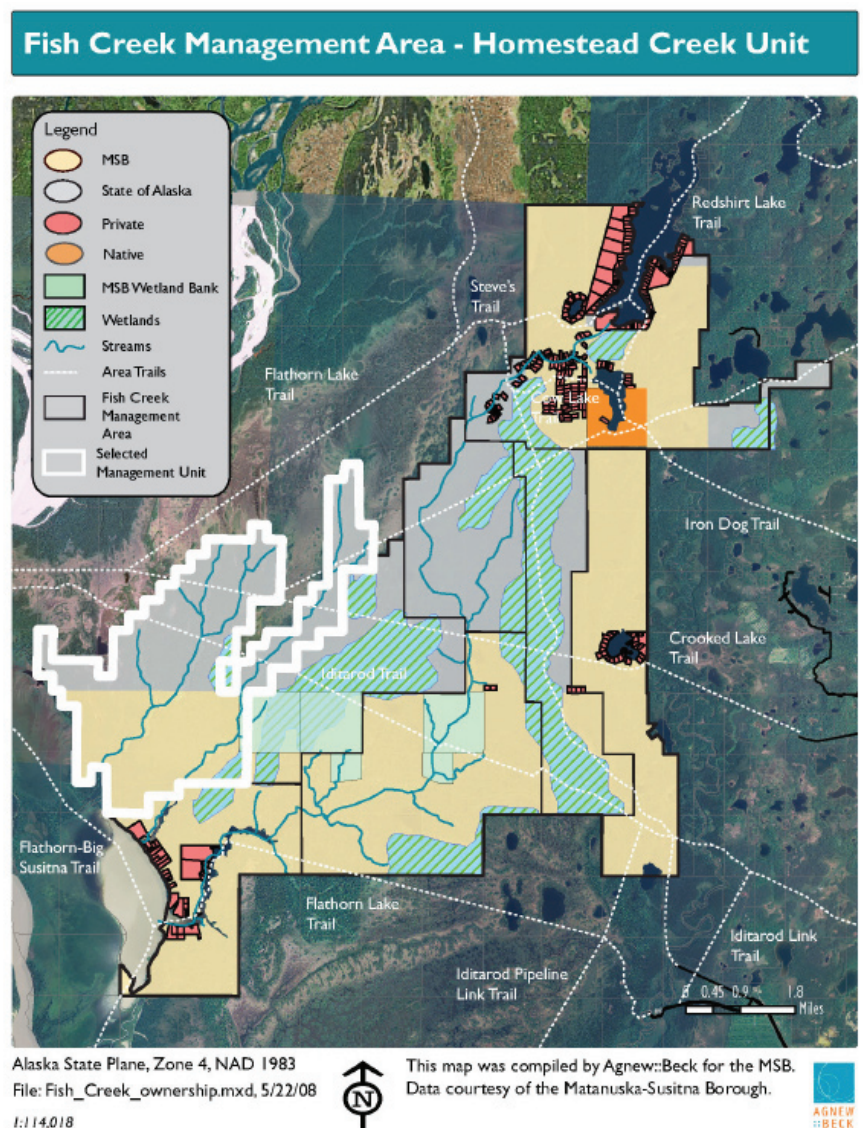 Fish Creek Management Area - Homestead Creek Unit
Legend
MSB
State of Alaska
Private
Native
MSB Wetland Bank
Wetlands
Streams
Area Trails
Fish Creek
Management
Area
Selected
Management Unit
Redshirt Lake
Trail
Steve's
Trail
Flathorn Lake
Trail
Cow Lake
Trail
Iron Dog Trail
Crooked Lake
Trail
Iditarod Trail
Flathorn-Big
Susitna Trail
Flathorn Lake
Trail
Iditarod Link
Trail
Iditarod Pipeline
Link Trail
0 0.45 0.9 1.8
Miles
Alaska State Plane, Zone 4, NAD 1983
File: Fish_Creek_ownership.mxd, 5/22/08
1:114,018
N
This map was compiled by Agnew::Beck for the MSB.
Data courtesy of the Matanuska-Susitna Borough.
AGNEW
::BECK